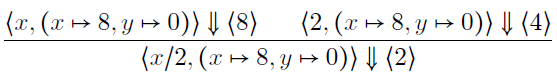 ⟨x, (x ↦ 8, y ↦ 0)⟩ ⇓ ⟨8⟩ ⟨2, (x ↦ 8, y ↦ 0)⟩ ⇓ ⟨4⟩
⟨x/2, (x ↦ 8, y ↦ 0)⟩ ⇓ ⟨2⟩